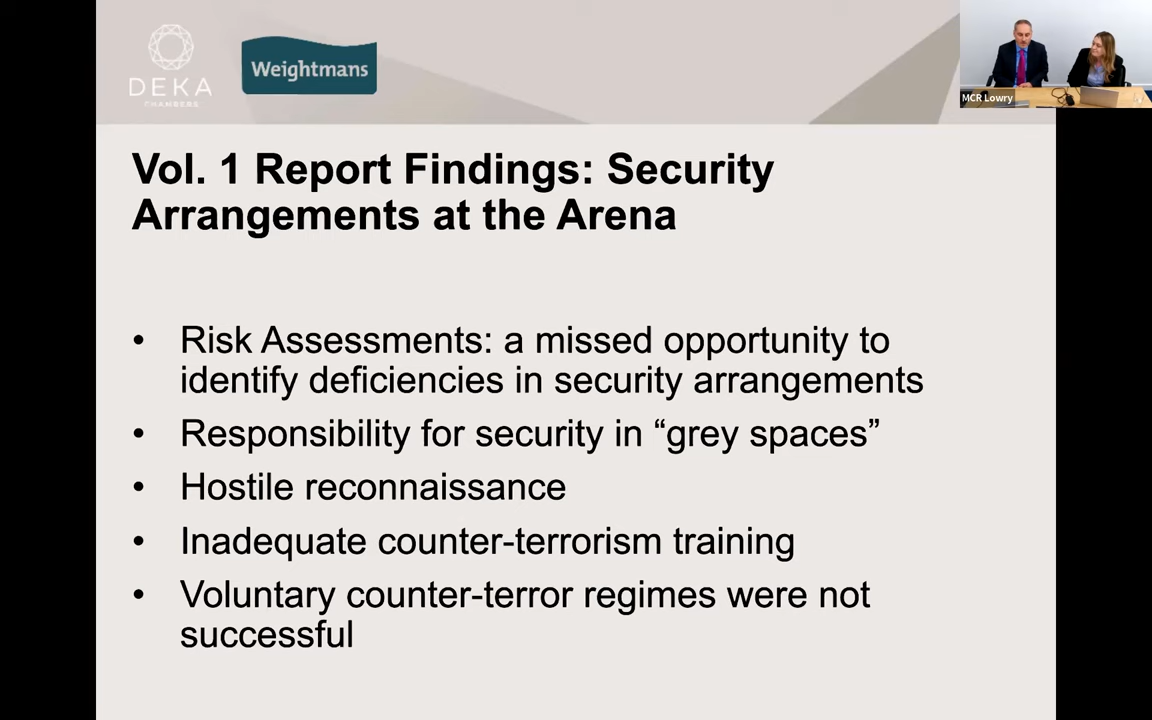 DEKA
CHAMBERS
Weightmans
MCR Lowry
Vol. 1 Report Findings: Security
Arrangements at the Arena
• Risk Assessments: a missed opportunity to
identify deficiencies in security arrangements
• Responsibility for security in “grey spaces”
• Hostile reconnaissance
• Inadequate counter-terrorism training
• Voluntary counter-terror regimes were not
successful